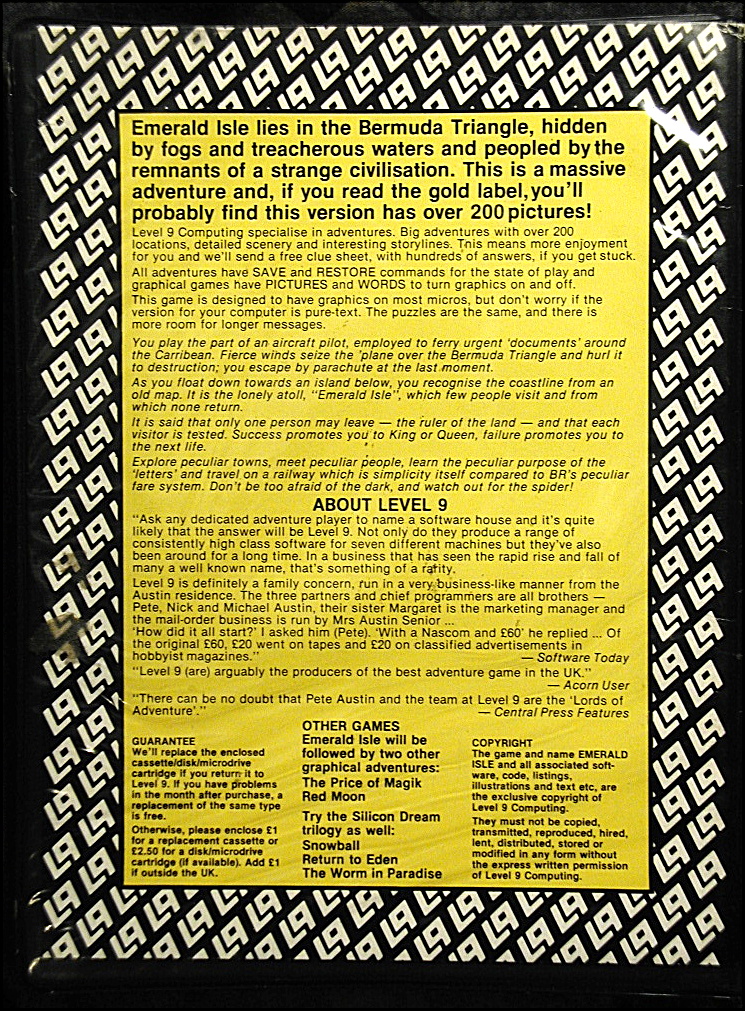 Emerald Isle lies in the Bermuda Triangle, hidden
by fogs and treacherous waters and peopled by the
remnants of a strange civilisation. This is a massive
adventure and, if you read the gold label, you'll
probably find this version has over 200 pictures!
Level 9 Computing specialise in adventures. Big adventures with over 200
locations, detailed scenery and interesting storylines. This means more enjoyment
for you and we'll send a free clue sheet, with hundreds of answers, if you get stuck.
All adventures have SAVE and RESTORE commands for the state of play and
graphical games have PICTURES and WORDS to turn graphics on and off.
This game is designed to have graphics on most micros, but don't worry if the
version for your computer is pure-text. The puzzles are the same, and there is
more room for longer messages.
You play the part of an aircraft pilot, employed to ferry urgent 'documents' around
the Carribean. Fierce winds seize the 'plane over the Bermuda Triangle and hurl it
to destruction; you escape by parachute at the last moment.
As you float down towards an island below, you recognise the coastline from an
old map. It is the lonely atoll, "Emerald Isle", which few people visit and from
which none return.
It is said that only one person may leave — the ruler of the land — and that each
visitor is tested. Success promotes you to King or Queen, failure promotes you to
the next life.
Explore peculiar towns, meet peculiar people, learn the peculiar purpose of the
'letters' and travel on a railway which is simplicity itself compared to BR's peculiar
fare system. Don't be too afraid of the dark, and watch out for the spider!
ABOUT LEVEL 9
"Ask any dedicated adventure player to name a software house and it's quite
likely that the answer will be Level 9. Not only do they produce a range of
consistently high class software for seven different machines but they've also
been around for a long time. In a business that has seen the rapid rise and fall of
many a well known name, that's something of a rarity.
Level 9 is definitely a family concern, run in a very business-like manner from the
Austin residence. The three partners and chief programmers are all brothers —
Pete, Nick and Michael Austin, their sister Margaret is the marketing manager and
the mail-order business is run by Mrs Austin Senior ...
'How did it all start?' I asked him (Pete). 'With a Nascom and £60' he replied ... Of
the original £60, £20 went on tapes and £20 on classified advertisements in
hobbyist magazines."
— Software Today
"Level 9 (are) arguably the producers of the best adventure game in the UK."
— Acorn User
"There can be no doubt that Pete Austin and the team at Level 9 are the 'Lords of
Adventure'."
— Central Press Features
GUARANTEE
We'll replace the enclosed
cassette/disk/microdrive
cartridge if you return it to
Level 9. If you have problems
in the month after purchase, a
replacement of the same type
is free.
Otherwise, please enclose £1
for a replacement cassette or
£2.50 for a disk/microdrive
cartridge (if available). Add £1
if outside the UK.
OTHER GAMES
Emerald Isle will be
followed by two other
graphical adventures:
The Price of Magik
Red Moon
Try the Silicon Dream
trilogy as well:
Snowball
Return to Eden
The Worm in Paradise
COPYRIGHT
The game and name EMERALD
ISLE and all associated soft-
ware, code, listings,
illustrations and text etc, are
the exclusive copyright of
Level 9 Computing.
They must not be copied,
transmitted, reproduced, hired,
lent, distributed, stored or
modified in any form without
the express written permission
of Level 9 Computing.